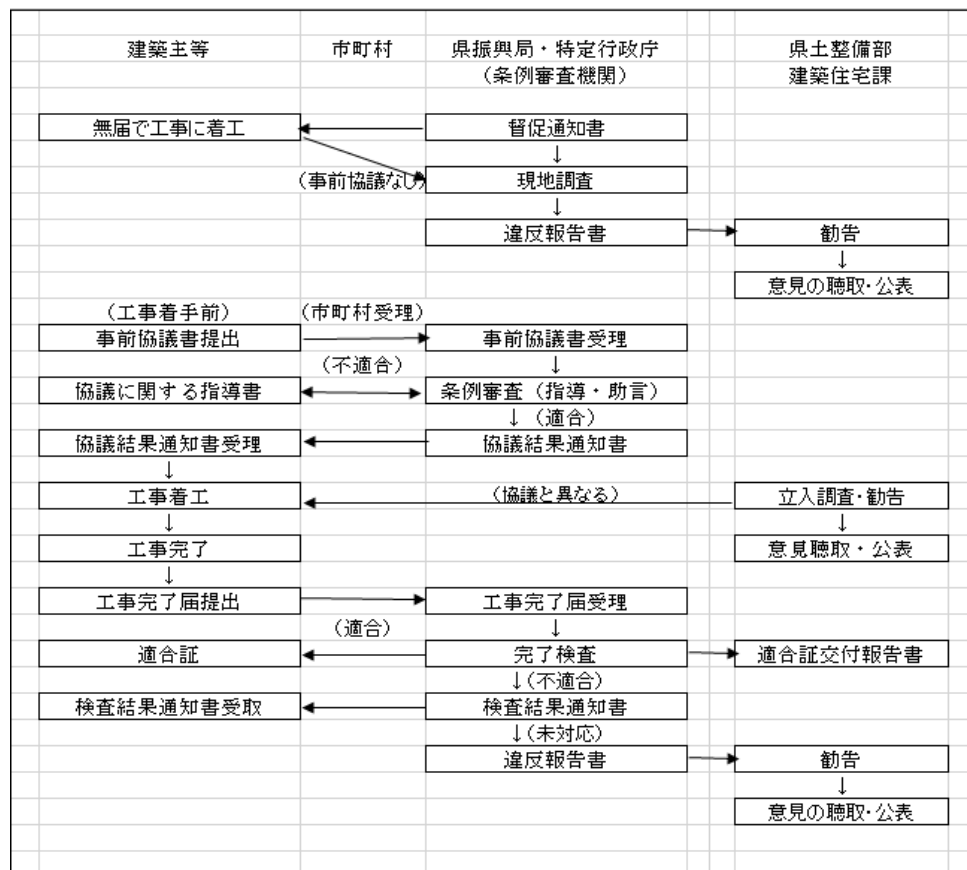 建築主等 市町村 県振興局・特定行政庁 県土整備部
(条例審査機関) 建築住宅課
無届で工事に着工 督促通知書
↓
(事前協議なし) 現地調査
↓
違反報告書 勧告
↓
意見の聴取・公表
(工事着手前) (市町村受理)
事前協議書提出 事前協議書受理
(不適合) ↓
協議に関する指導書 条例審査(指導・助言)
↓(適合)
協議結果通知書受理 協議結果通知書
↓
工事着工 (協議と異なる) 立入調査・勧告
↓ ↓
工事完了 意見聴取・公表
↓
工事完了届提出 工事完了届受理
(適合) ↓
適合証 完了検査 適合証交付報告書
↓(不適合)
検査結果通知書受取 検査結果通知書
↓(未対応)
違反報告書 勧告
↓
意見の聴取・公表